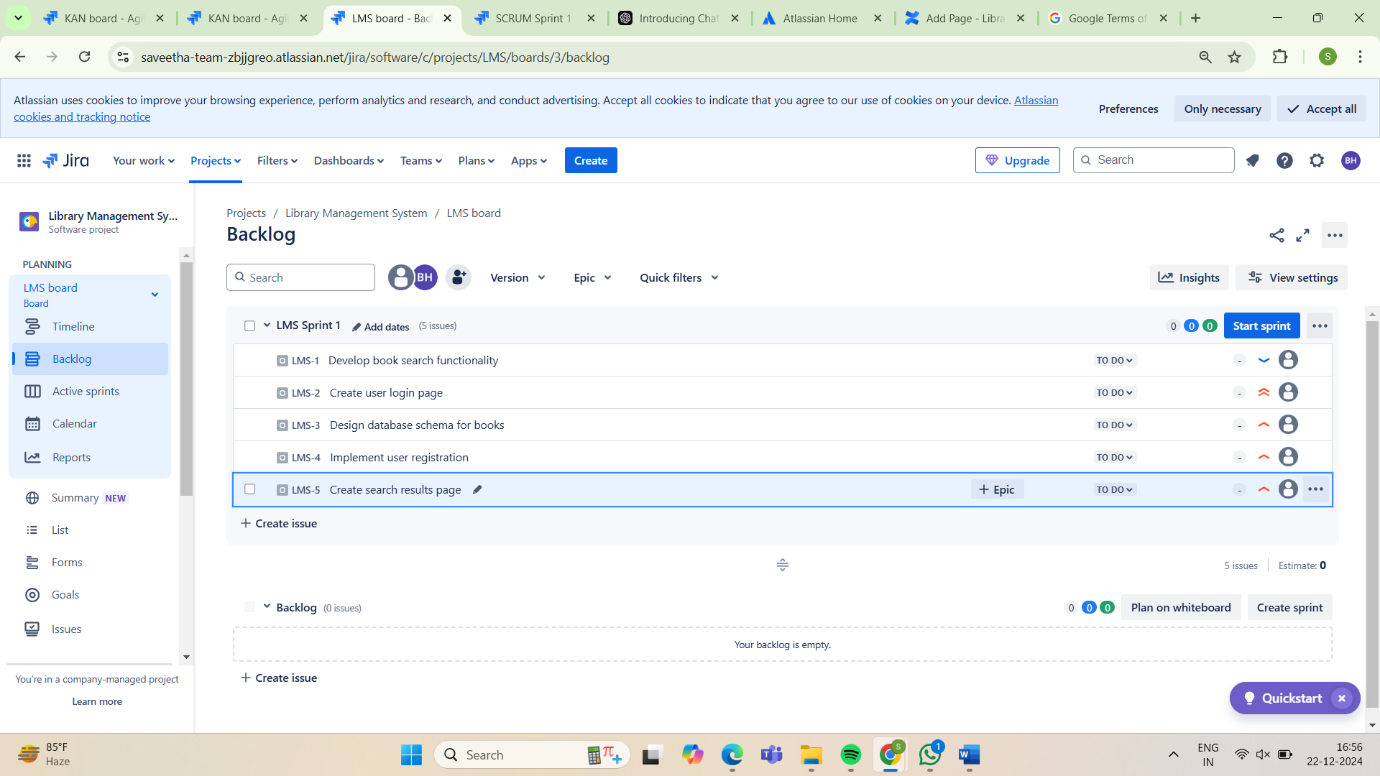 KAN board - Agi
KAN board - Agi
LMS board - Bac
SCRUM Sprint 1
Introducing Chat
Atlassian Home
Add Page - Libra
Google Terms of
saveetha-team-zbjjgreo.atlassian.net/jira/software/c/projects/LMS/boards/3/backlog
S
Atlassian uses cookies to improve your browsing experience, perform analytics and research, and conduct advertising. Accept all cookies to indicate that you agree to our use of cookies on your device. Atlassian
cookies and tracking notice
Preferences
Only necessary
Accept all
Jira
Your work
Projects
Filters
Dashboards
Teams
Plans
Apps
Create
Upgrade
Search
BH
Library Management Sy...
Software project
PLANNING
LMS board
Board
Timeline
Backlog
Active sprints
Calendar
Reports
Summary NEW
List
Forms
Goals
Issues
You're in a company-managed project
Learn more
Projects / Library Management System / LMS board
Backlog
Search
BH
Version
Epic
Quick filters
Insights
View settings
LMS Sprint 1 Add dates (5 issues)
0 0 0 Start sprint
LMS-1 Develop book search functionality TO DO -
LMS-2 Create user login page TO DO -
LMS-3 Design database schema for books TO DO -
LMS-4 Implement user registration TO DO -
LMS-5 Create search results page + Epic TO DO -
+ Create issue
5 issues Estimate: 0
Backlog (0 issues)
0 0 0 Plan on whiteboard Create sprint
Your backlog is empty.
+ Create issue
Quickstart
85°F
Haze
Search
S
1
ENG
IN
16:56
22-12-2024